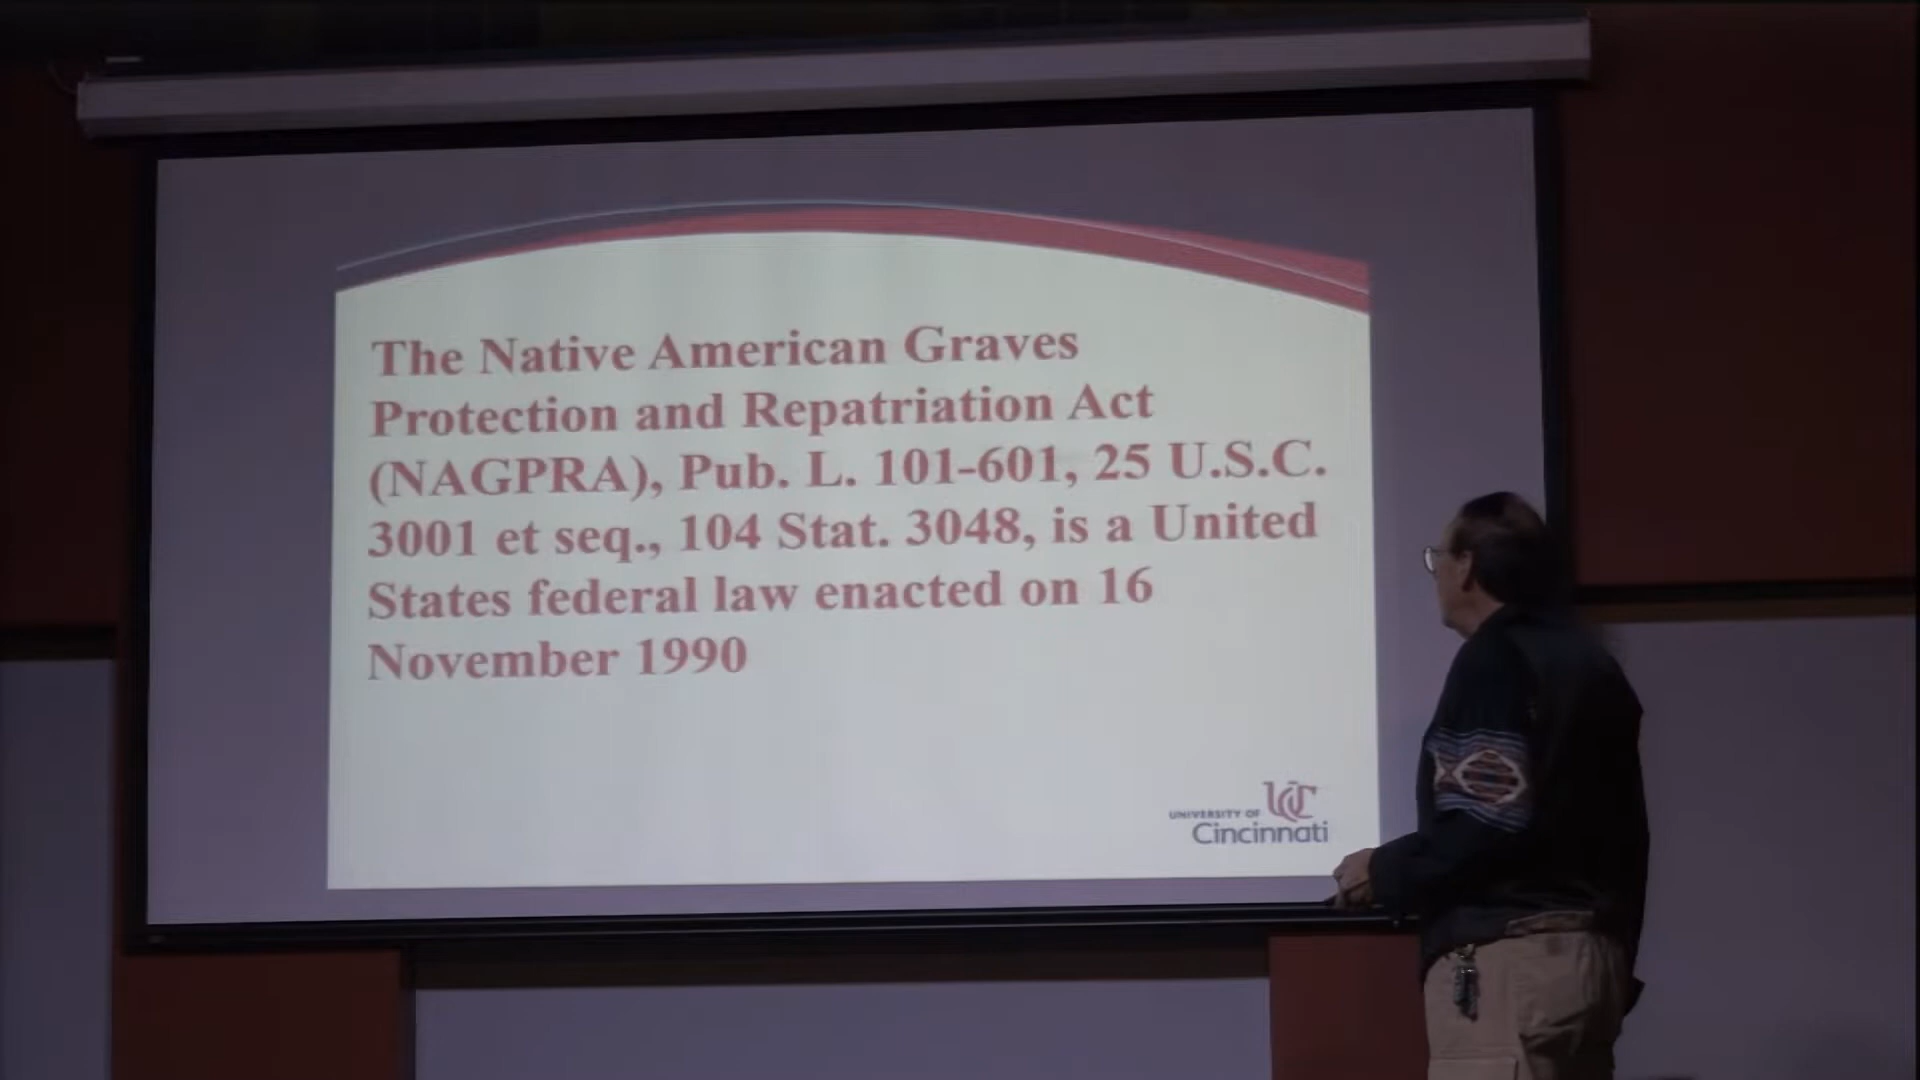 The Native American Graves
Protection and Repatriation Act
(NAGPRA), Pub. L. 101-601, 25 U.S.C.
3001 et seq., 104 Stat. 3048, is a United
States federal law enacted on 16
November 1990
UC
UNIVERSITY OF
Cincinnati